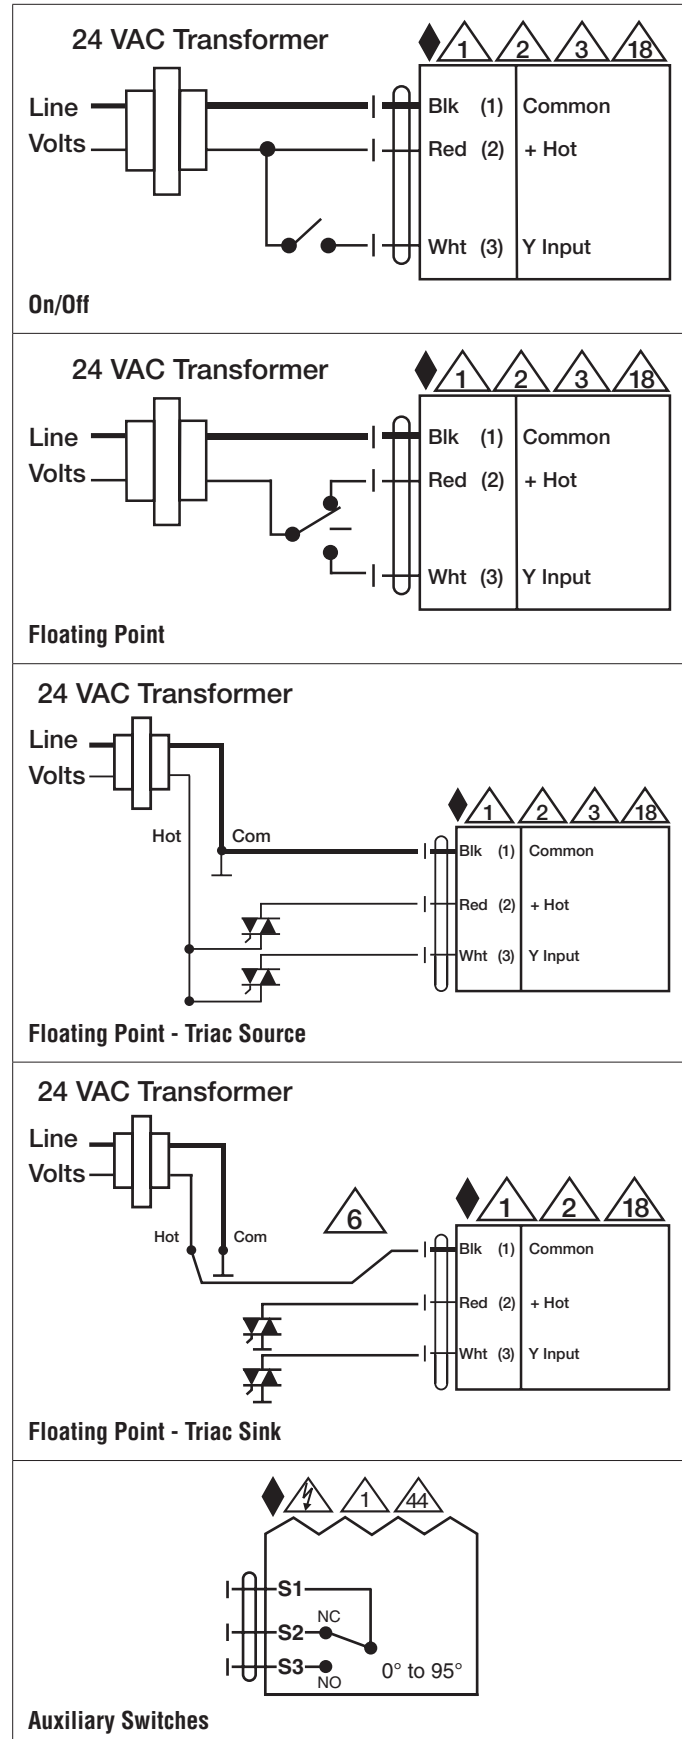 24 VAC Transformer
1 2 3 18
Line
Volts
Blk (1) Common
Red (2) + Hot
Wht (3) Y Input
On/Off
24 VAC Transformer
1 2 3 18
Line
Volts
Blk (1) Common
Red (2) + Hot
Wht (3) Y Input
Floating Point
24 VAC Transformer
Line
Volts
Hot Com
1 2 3 18
Blk (1) Common
Red (2) + Hot
Wht (3) Y Input
Floating Point - Triac Source
24 VAC Transformer
Line
Volts
Hot Com
6
1 2 18
Blk (1) Common
Red (2) + Hot
Wht (3) Y Input
Floating Point - Triac Sink
1 44
S1
NC
S2
S3
NO
0° to 95°
Auxiliary Switches